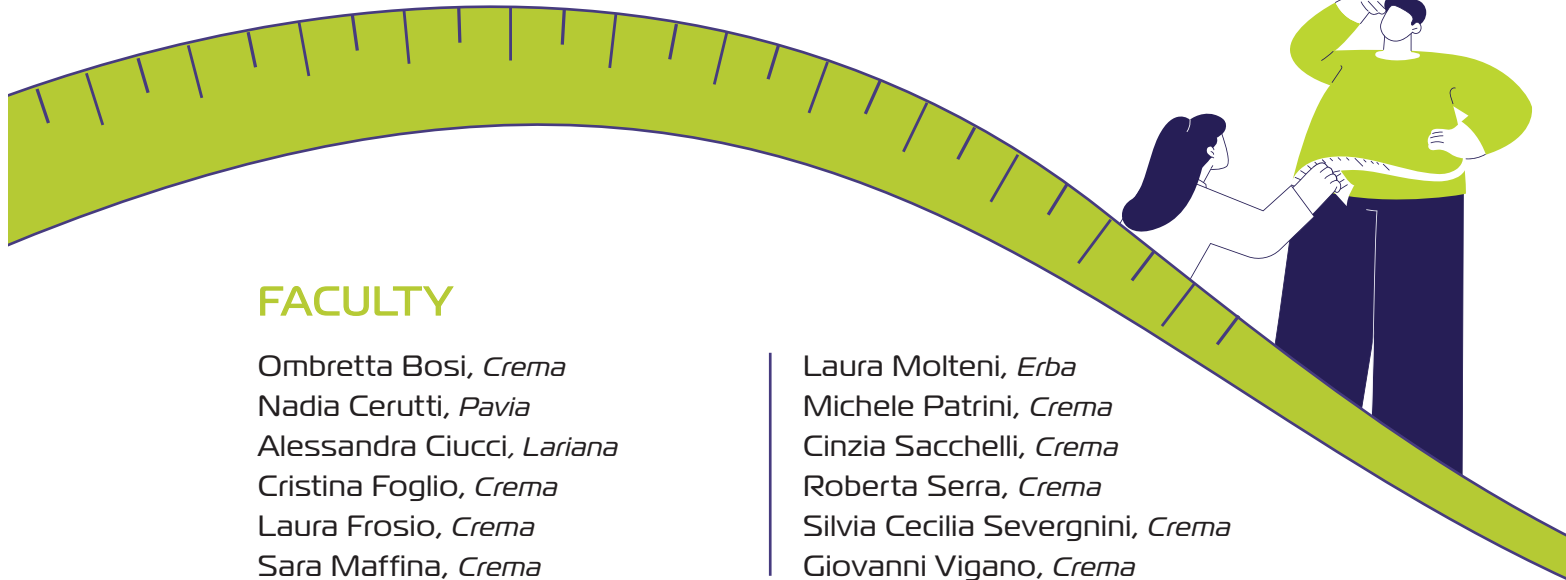 FACULTY
Ombretta Bosi, Crema
Nadia Cerutti, Pavia
Alessandra Ciucci, Lariana
Cristina Foglio, Crema
Laura Frosio, Crema
Sara Maffina, Crema
Laura Molteni, Erba
Michele Patrini, Crema
Cinzia Sacchelli, Crema
Roberta Serra, Crema
Silvia Cecilia Severgnini, Crema
Giovanni Vigano, Crema